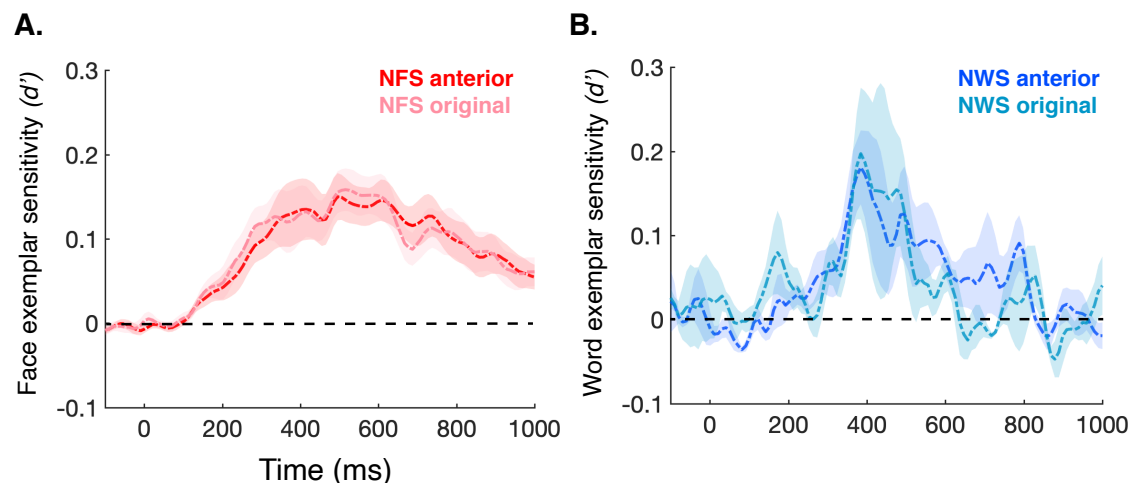 A.
Face exemplar sensitivity (d’)
0.3
0.2
0.1
0
-0.1
NFS anterior
NFS original
0 200 400 600 800 1000
Time (ms)
B.
Word exemplar sensitivity (d’)
0.3
0.2
0.1
0
-0.1
NWS anterior
NWS original
0 200 400 600 800 1000